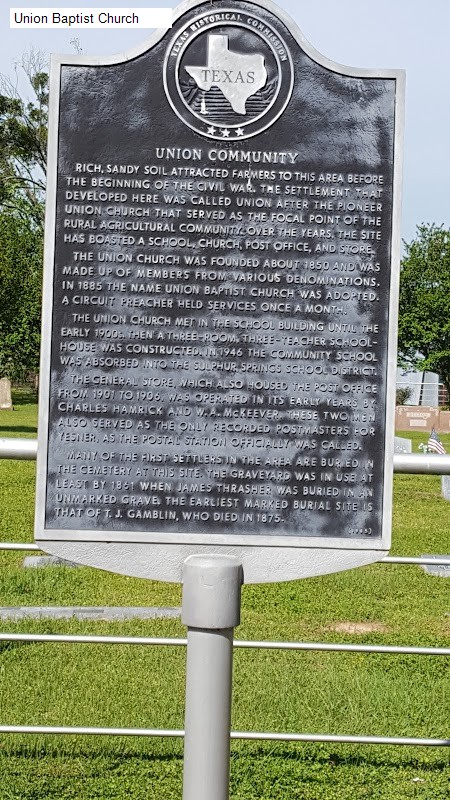 Union Baptist Church
TEXAS HISTORICAL COMMISSION
TEXAS
UNION COMMUNITY
RICH, SANDY SOIL ATTRACTED FARMERS TO THIS AREA BEFORE
THE BEGINNING OF THE CIVIL WAR. THE SETTLEMENT THAT
DEVELOPED HERE WAS CALLED UNION AFTER THE PIONEER
UNION CHURCH THAT SERVED AS THE FOCAL POINT OF THE
RURAL AGRICULTURAL COMMUNITY. OVER THE YEARS, THE SITE
HAS BOASTED A SCHOOL, CHURCH, POST OFFICE, AND STORE.
THE UNION CHURCH WAS FOUNDED ABOUT 1850 AND WAS
MADE UP OF MEMBERS FROM VARIOUS DENOMINATIONS.
IN 1885 THE NAME UNION BAPTIST CHURCH WAS ADOPTED.
A CIRCUIT PREACHER HELD SERVICES ONCE A MONTH.
THE UNION CHURCH MET IN THE SCHOOL BUILDING UNTIL THE
EARLY 1900s. THEN A THREE-ROOM, THREE-TEACHER SCHOOL-
HOUSE WAS CONSTRUCTED. IN 1946 THE COMMUNITY SCHOOL
WAS ABSORBED INTO THE SULPHUR SPRINGS SCHOOL DISTRICT.
THE GENERAL STORE, WHICH ALSO HOUSED THE POST OFFICE
FROM 1901 TO 1906, WAS OPERATED IN ITS EARLY YEARS BY
CHARLES HAMRICK AND W. A. McKEEVER. THESE TWO MEN
ALSO SERVED AS THE ONLY RECORDED POSTMASTERS FOR
YESNER, AS THE POSTAL STATION OFFICIALLY WAS CALLED.
MANY OF THE FIRST SETTLERS IN THE AREA ARE BURIED IN
THE CEMETERY AT THIS SITE. THE GRAVEYARD WAS IN USE AT
LEAST BY 1861 WHEN JAMES THRASHER WAS BURIED IN AN
UNMARKED GRAVE. THE EARLIEST MARKED BURIAL SITE IS
THAT OF T. J. GAMBLIN, WHO DIED IN 1875.